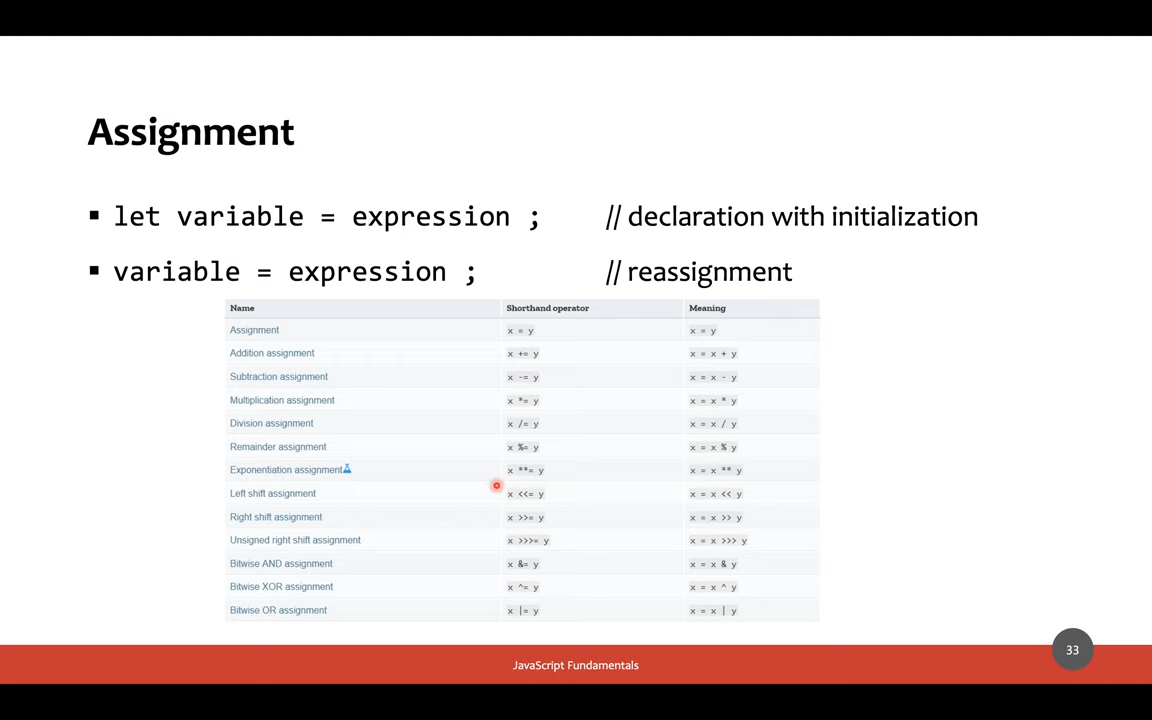 Assignment
▪ let variable = expression ; // declaration with initialization
▪ variable = expression ; // reassignment
Name Shorthand operator Meaning
Assignment x = y x = y
Addition assignment x += y x = x + y
Subtraction assignment x -= y x = x - y
Multiplication assignment x *= y x = x * y
Division assignment x /= y x = x / y
Remainder assignment x %= y x = x % y
Exponentiation assignment x **= y x = x ** y
Left shift assignment x <<= y x = x << y
Right shift assignment x >>= y x = x >> y
Unsigned right shift assignment x >>>= y x = x >>> y
Bitwise AND assignment x &= y x = x & y
Bitwise XOR assignment x ^= y x = x ^ y
Bitwise OR assignment x |= y x = x | y
33
JavaScript Fundamentals